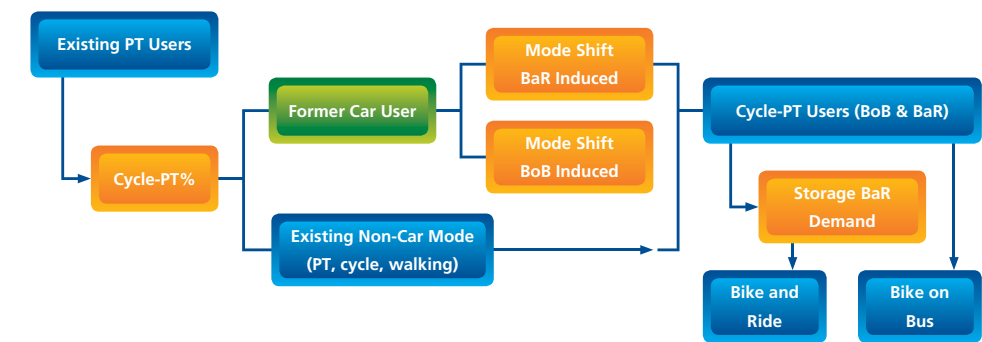 Existing PT Users
Cycle-PT%
Former Car User
Existing Non-Car Mode
(PT, cycle, walking)
Mode Shift
BaR Induced
Mode Shift
BoB Induced
Cycle-PT Users (BoB & BaR)
Storage BaR
Demand
Bike and
Ride
Bike on
Bus